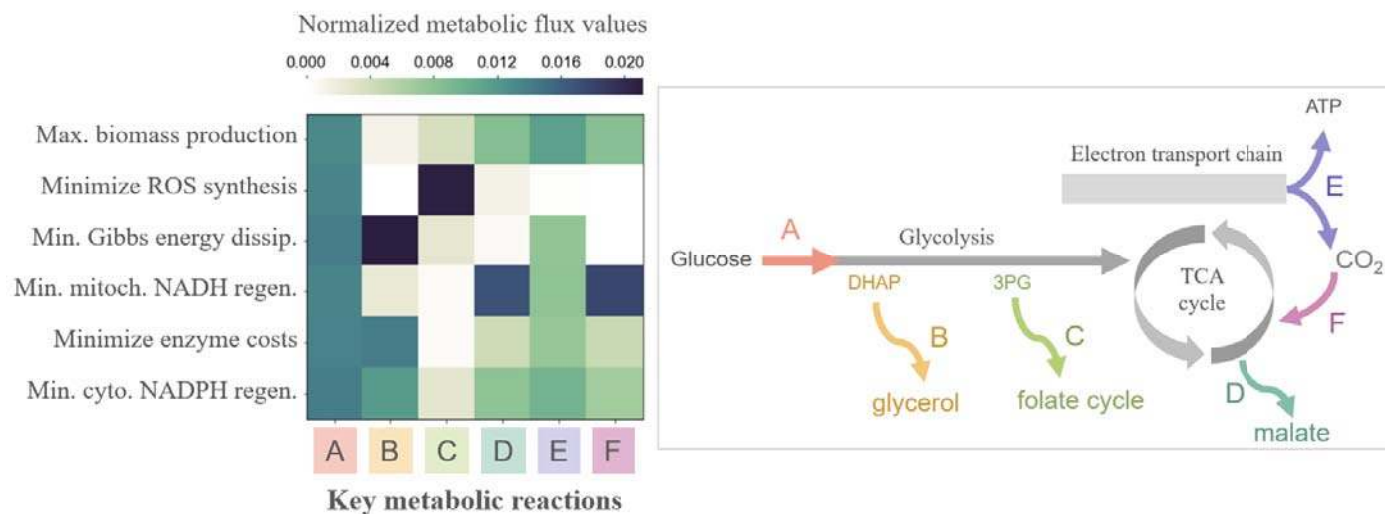 Normalized metabolic flux values
0.000 0.004 0.008 0.012 0.016 0.020
Max. biomass production
Minimize ROS synthesis
Min. Gibbs energy dissip.
Min. mitoch. NADH regen.
Minimize enzyme costs
Min. cyto. NADPH regen.
A B C D E F
Key metabolic reactions
ATP
Electron transport chain
E
A
Glucose
Glycolysis
CO2
DHAP
3PG
TCA
cycle
B
C
F
glycerol
folate cycle
D
malate